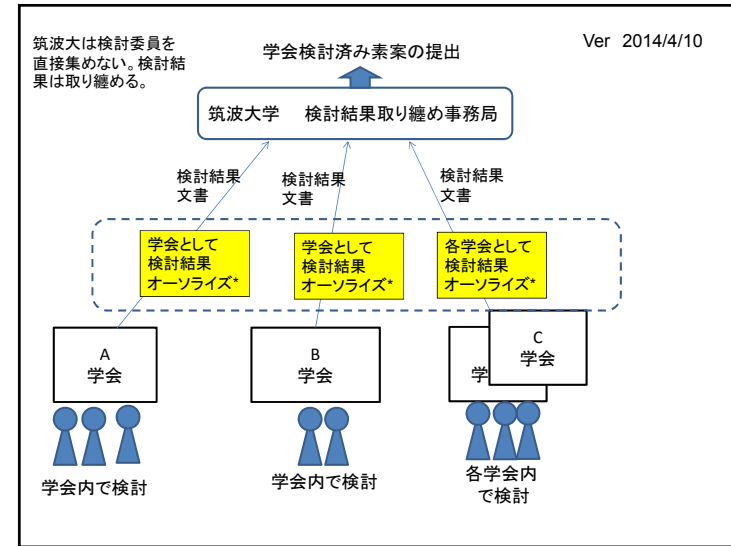 筑波大は検討委員を
直接集めない。検討結
果は取り纏める。
Ver 2014/4/10
学会検討済み素案の提出
筑波大学 検討結果取り纏め事務局
検討結果
文書
検討結果
文書
検討結果
文書
学会として
検討結果
オーソライズ*
学会として
検討結果
オーソライズ*
各学会として
検討結果
オーソライズ*
A
学会
B
学会
学
C
学会
学会内で検討
学会内で検討
各学会内
で検討